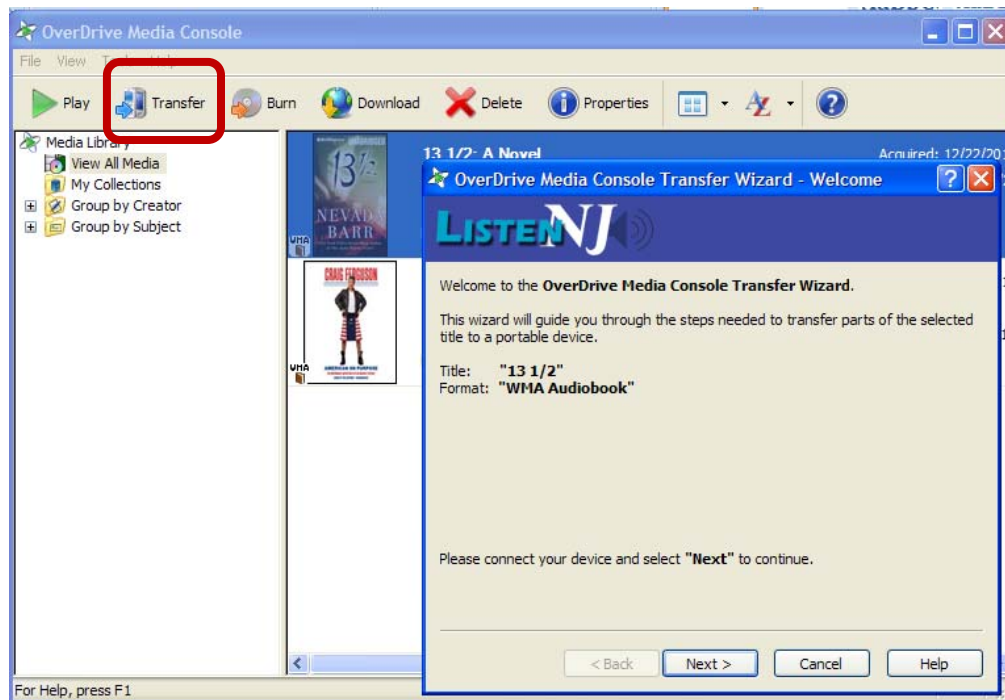 OverDrive Media Console
File View
Play Transfer Burn Download Delete Properties
Media Library
View All Media
My Collections
Group by Creator
Group by Subject
13 1/2
NEVADA
BARR
WMA
13 1/2: A Novel
Acquired: 12/22/20
CRAIG FERGUSON
AMERICAN ON PURPOSE
WMA
OverDrive Media Console Transfer Wizard - Welcome
LISTENNJ
Welcome to the OverDrive Media Console Transfer Wizard.
This wizard will guide you through the steps needed to transfer parts of the selected
title to a portable device.
Title: "13 1/2"
Format: "WMA Audiobook"
Please connect your device and select "Next" to continue.
< Back Next > Cancel Help
For Help, press F1